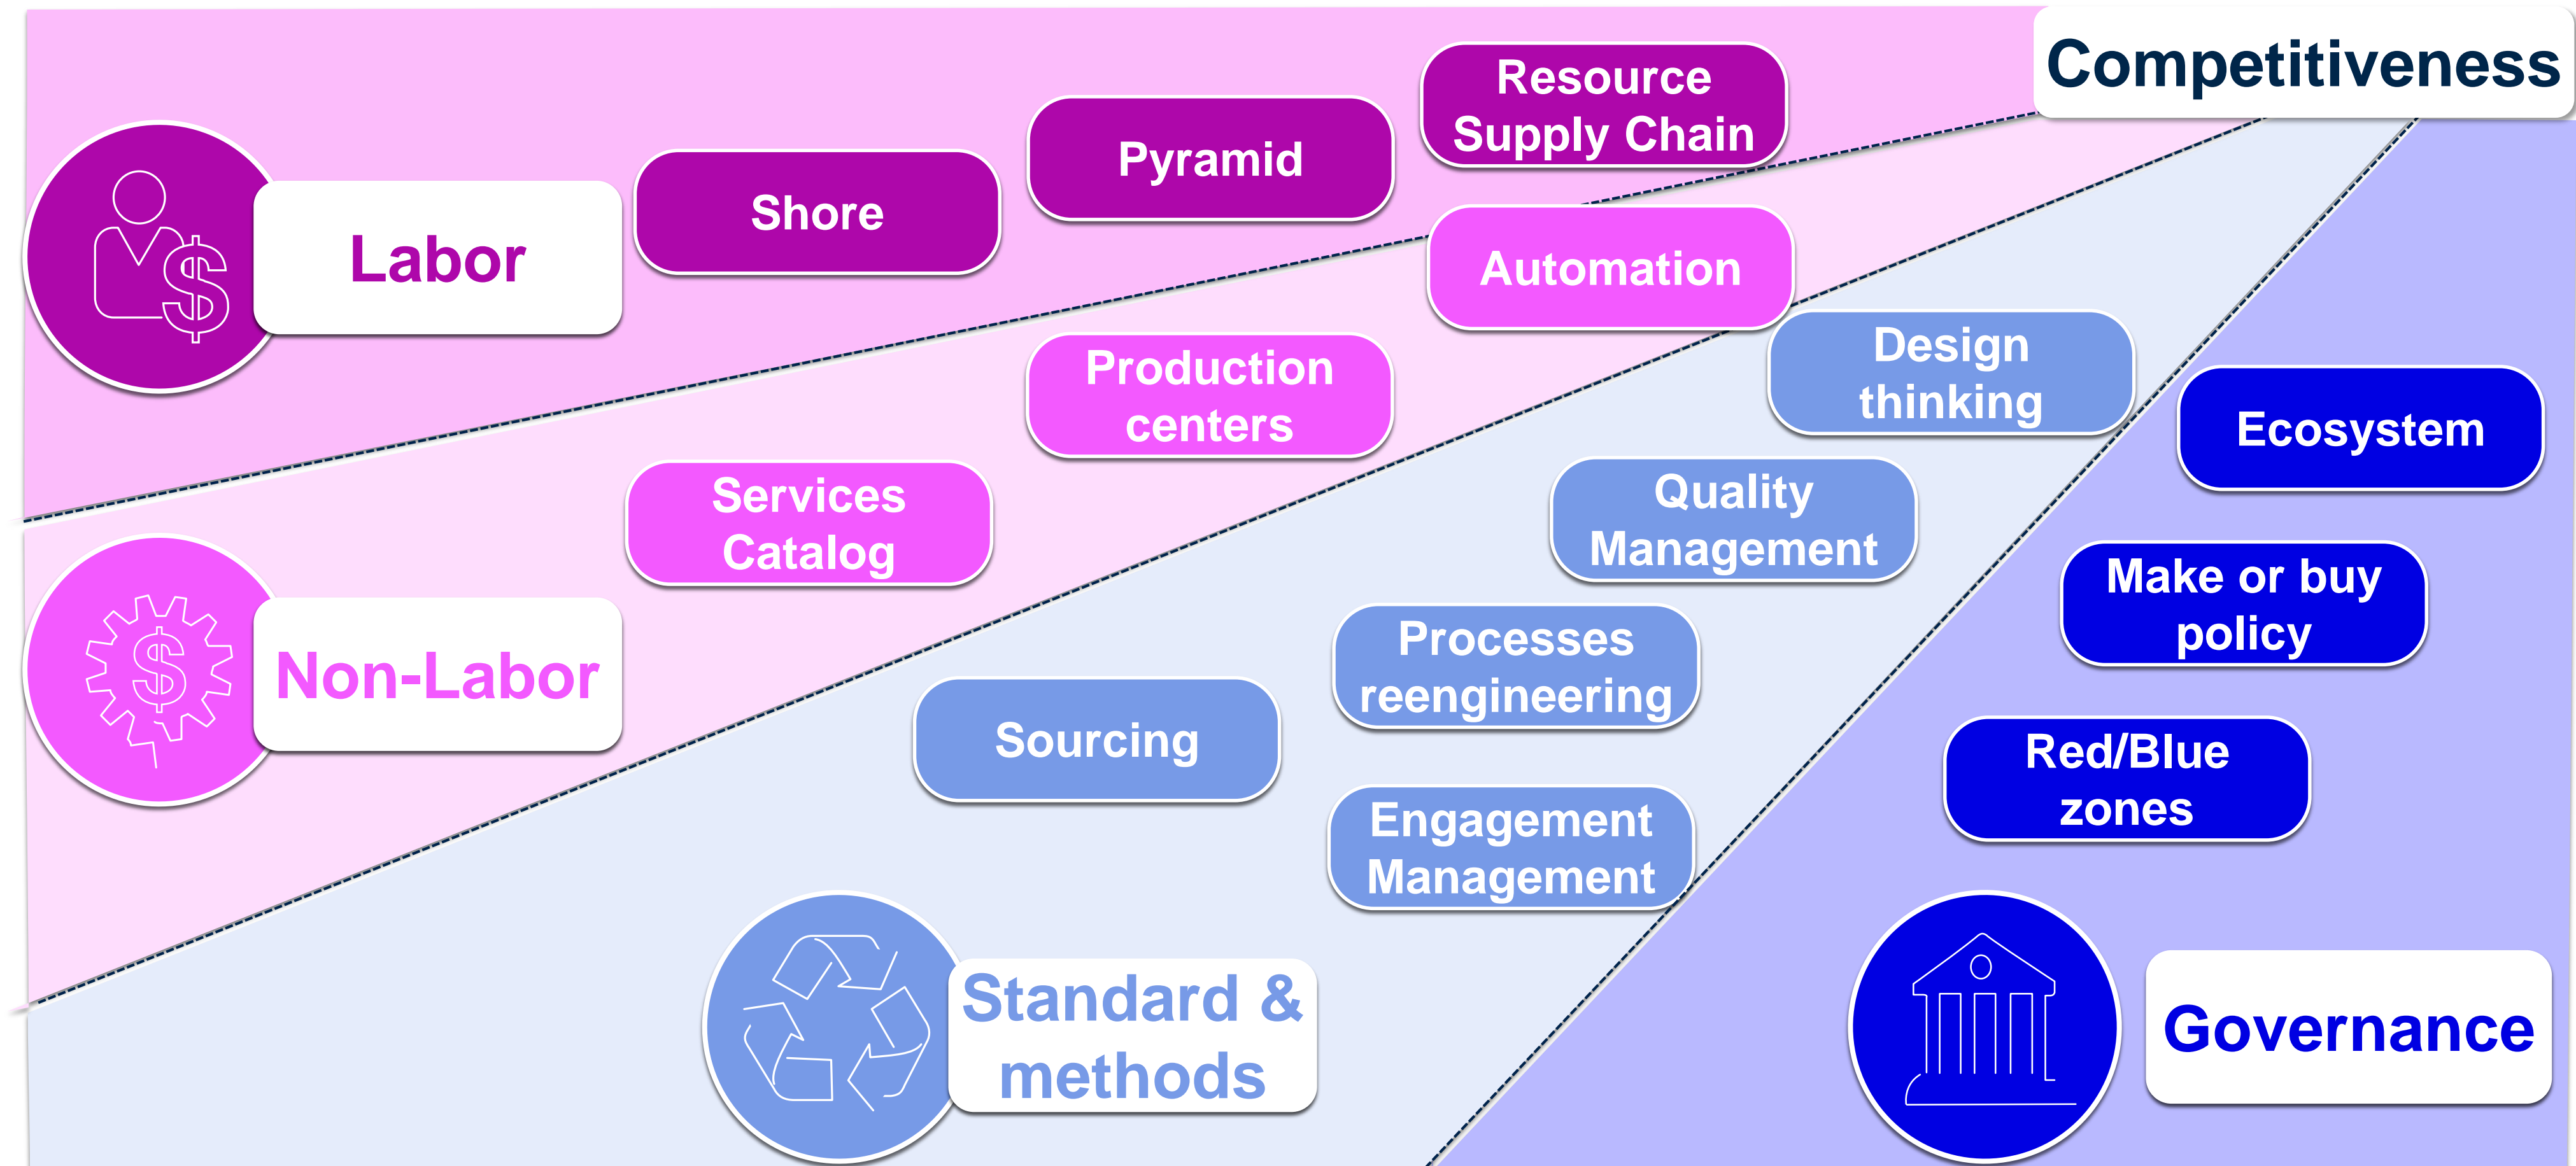 Competitiveness
Labor
Shore
Pyramid
Resource
Supply Chain
Non-Labor
Services
Catalog
Production
centers
Automation
Standard &
methods
Sourcing
Engagement
Management
Processes
reengineering
Quality
Management
Design
thinking
Governance
Red/Blue
zones
Make or buy
policy
Ecosystem
$
$